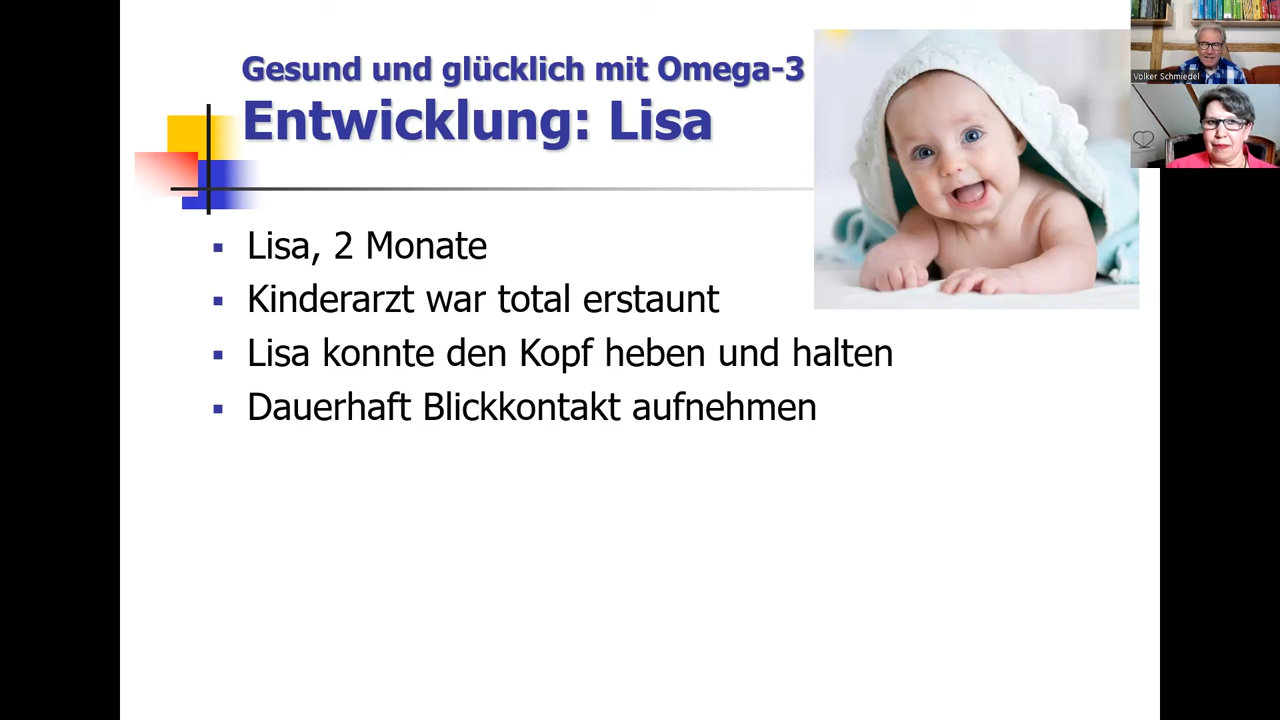 Gesund und glücklich mit Omega-3
Entwicklung: Lisa
Lisa, 2 Monate
Kinderarzt war total erstaunt
Lisa konnte den Kopf heben und halten
Dauerhaft Blickkontakt aufnehmen
Volker Schmiedel